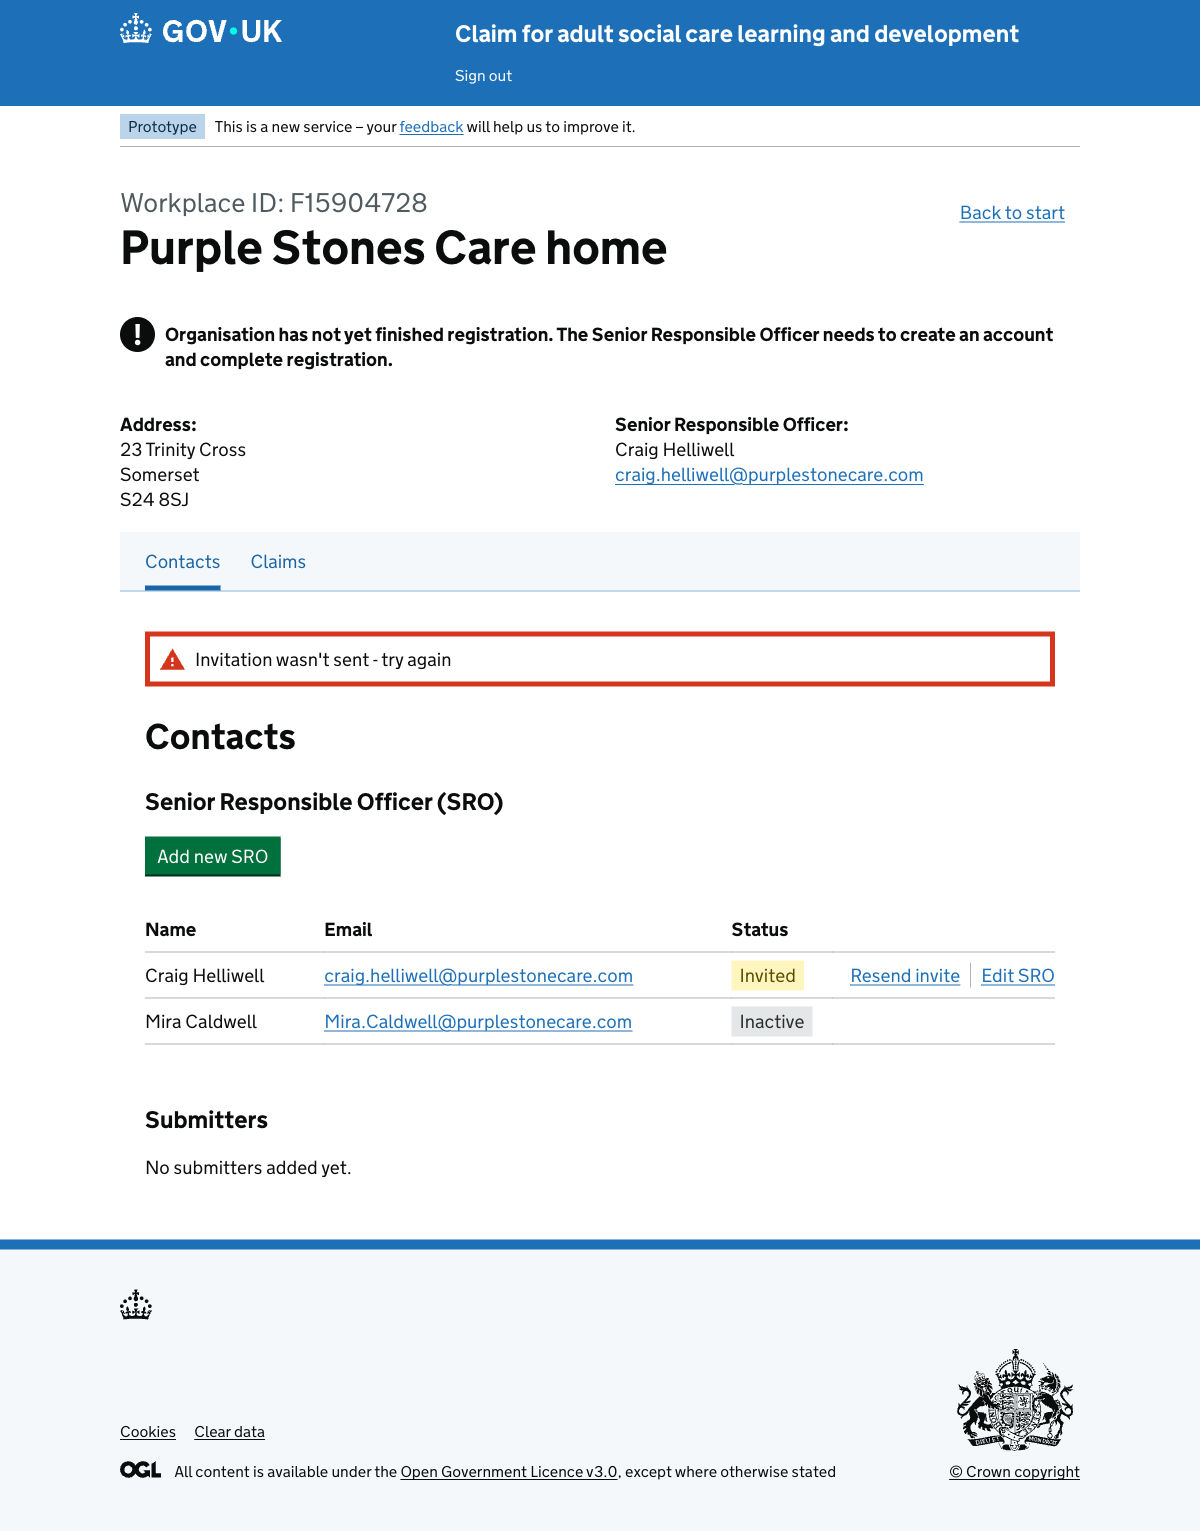 GOV·UK
Claim for adult social care learning and development
Sign out
Prototype This is a new service – your feedback will help us to improve it.
Workplace ID: F15904728
Back to start
Purple Stones Care home
! Organisation has not yet finished registration. The Senior Responsible Officer needs to create an account
and complete registration.
Address:
23 Trinity Cross
Somerset
S24 8SJ
Senior Responsible Officer:
Craig Helliwell
craig.helliwell@purplestonecare.com
Contacts Claims
Invitation wasn't sent - try again
Contacts
Senior Responsible Officer (SRO)
Add new SRO
Name Email Status
Craig Helliwell craig.helliwell@purplestonecare.com Invited Resend invite Edit SRO
Mira Caldwell Mira.Caldwell@purplestonecare.com Inactive
Submitters
No submitters added yet.
Cookies Clear data
OGL All content is available under the Open Government Licence v3.0, except where otherwise stated
© Crown copyright